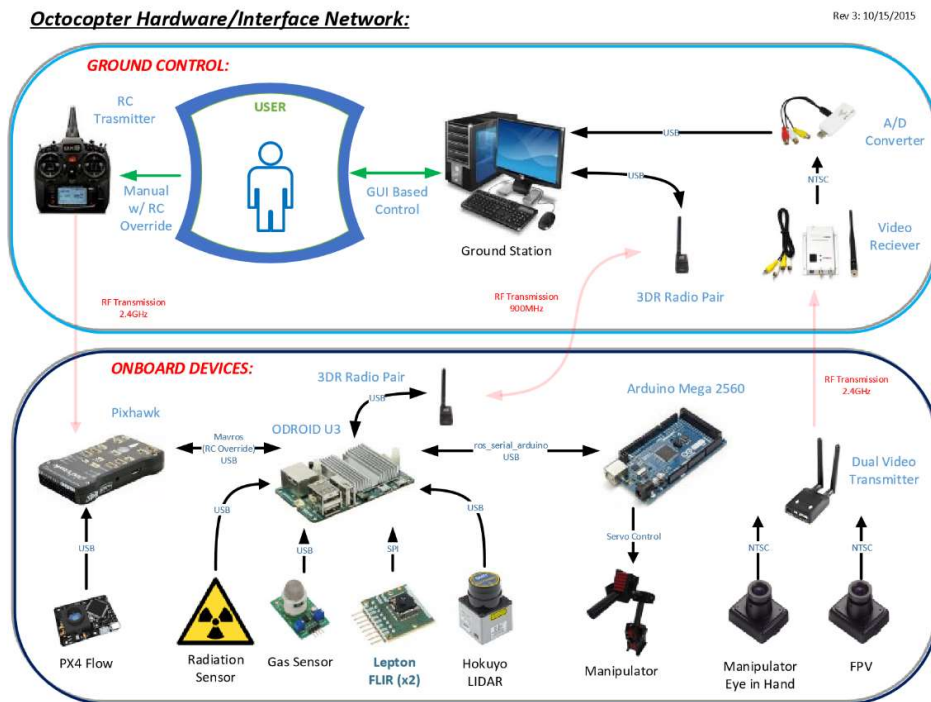 Octocopter Hardware/Interface Network:
Rev 3: 10/15/2015
GROUND CONTROL:
RC
Trasmitter
USER
A/D
Converter
USB
USB
NTSC
Manual
w/ RC
Override
GUI Based
Control
Ground Station
Video
Reciever
3DR Radio Pair
RF Transmission
2.4GHz
RF Transmission
900MHz
ONBOARD DEVICES:
3DR Radio Pair
USB
Arduino Mega 2560
RF Transmission
2.4GHz
Pixhawk
ODROID U3
Mavros
(RC Override)
USB
ros_serial_arduino
USB
Dual Video
Transmitter
USB
USB
USB
SPI
USB
Servo Control
NTSC
NTSC
PX4 Flow
Radiation
Sensor
Gas Sensor
Lepton
FLIR (x2)
Hokuyo
LIDAR
Manipulator
Manipulator
Eye in Hand
FPV